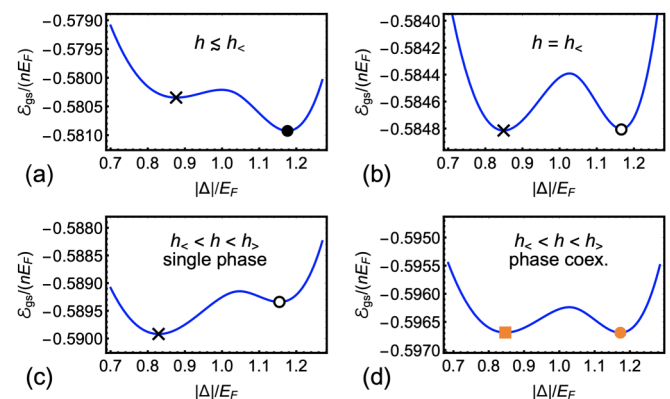 h ≲ h<
-0.5790
-0.5795
-0.5800
-0.5805
-0.5810
ℰgs/(nEF)
0.7 0.8 0.9 1.0 1.1 1.2
|Δ|/EF
(a)
h = h<
-0.5840
-0.5842
-0.5844
-0.5846
-0.5848
ℰgs/(nEF)
0.7 0.8 0.9 1.0 1.1 1.2
|Δ|/EF
(b)
h< < h < h>
single phase
-0.5880
-0.5885
-0.5890
-0.5895
-0.5900
ℰgs/(nEF)
0.7 0.8 0.9 1.0 1.1 1.2
|Δ|/EF
(c)
h< < h < h>
phase coex.
-0.5950
-0.5955
-0.5960
-0.5965
-0.5970
ℰgs/(nEF)
0.7 0.8 0.9 1.0 1.1 1.2
|Δ|/EF
(d)